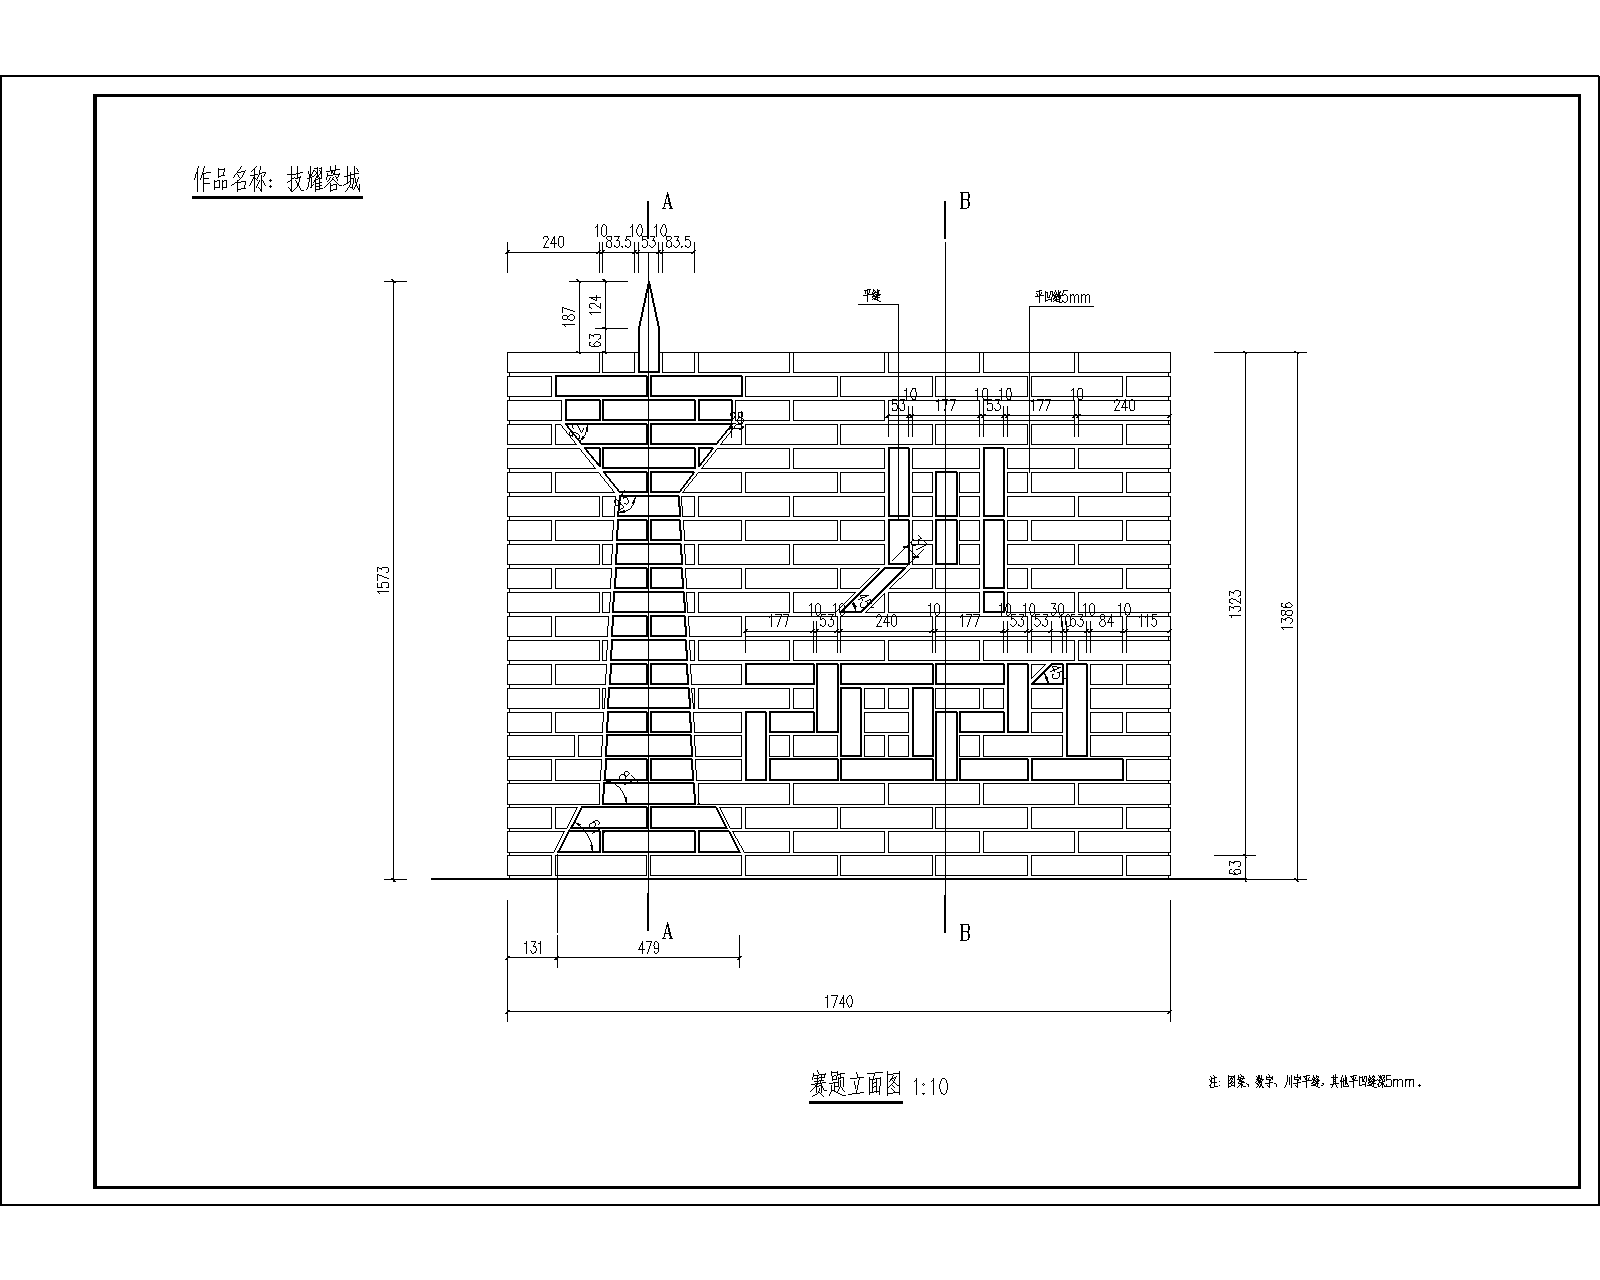 作品名称：技耀蓉城
A
B
10 10 10
240 83.5 53 83.5
平缝
平凹缝5mm
187 124
63
10 10 10 10
53 177 53 177 240
1573
1323
1386
10 10 10 10 10 30 10 10 10
177 53 240 177 53 53 63 84 115
63
A
B
131 479
1740
赛题立面图 1:10
注：图案、数字、川字平缝，其他平凹缝深5mm。